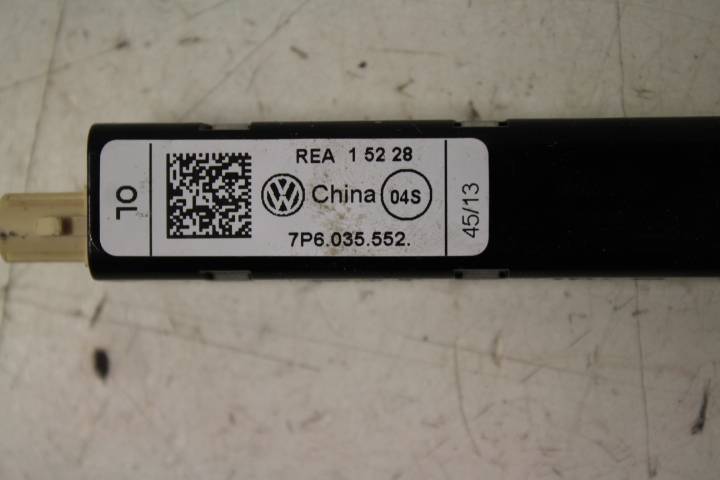 OL
REA 1 52 28
China 04S
7P6.035.552.
45/13